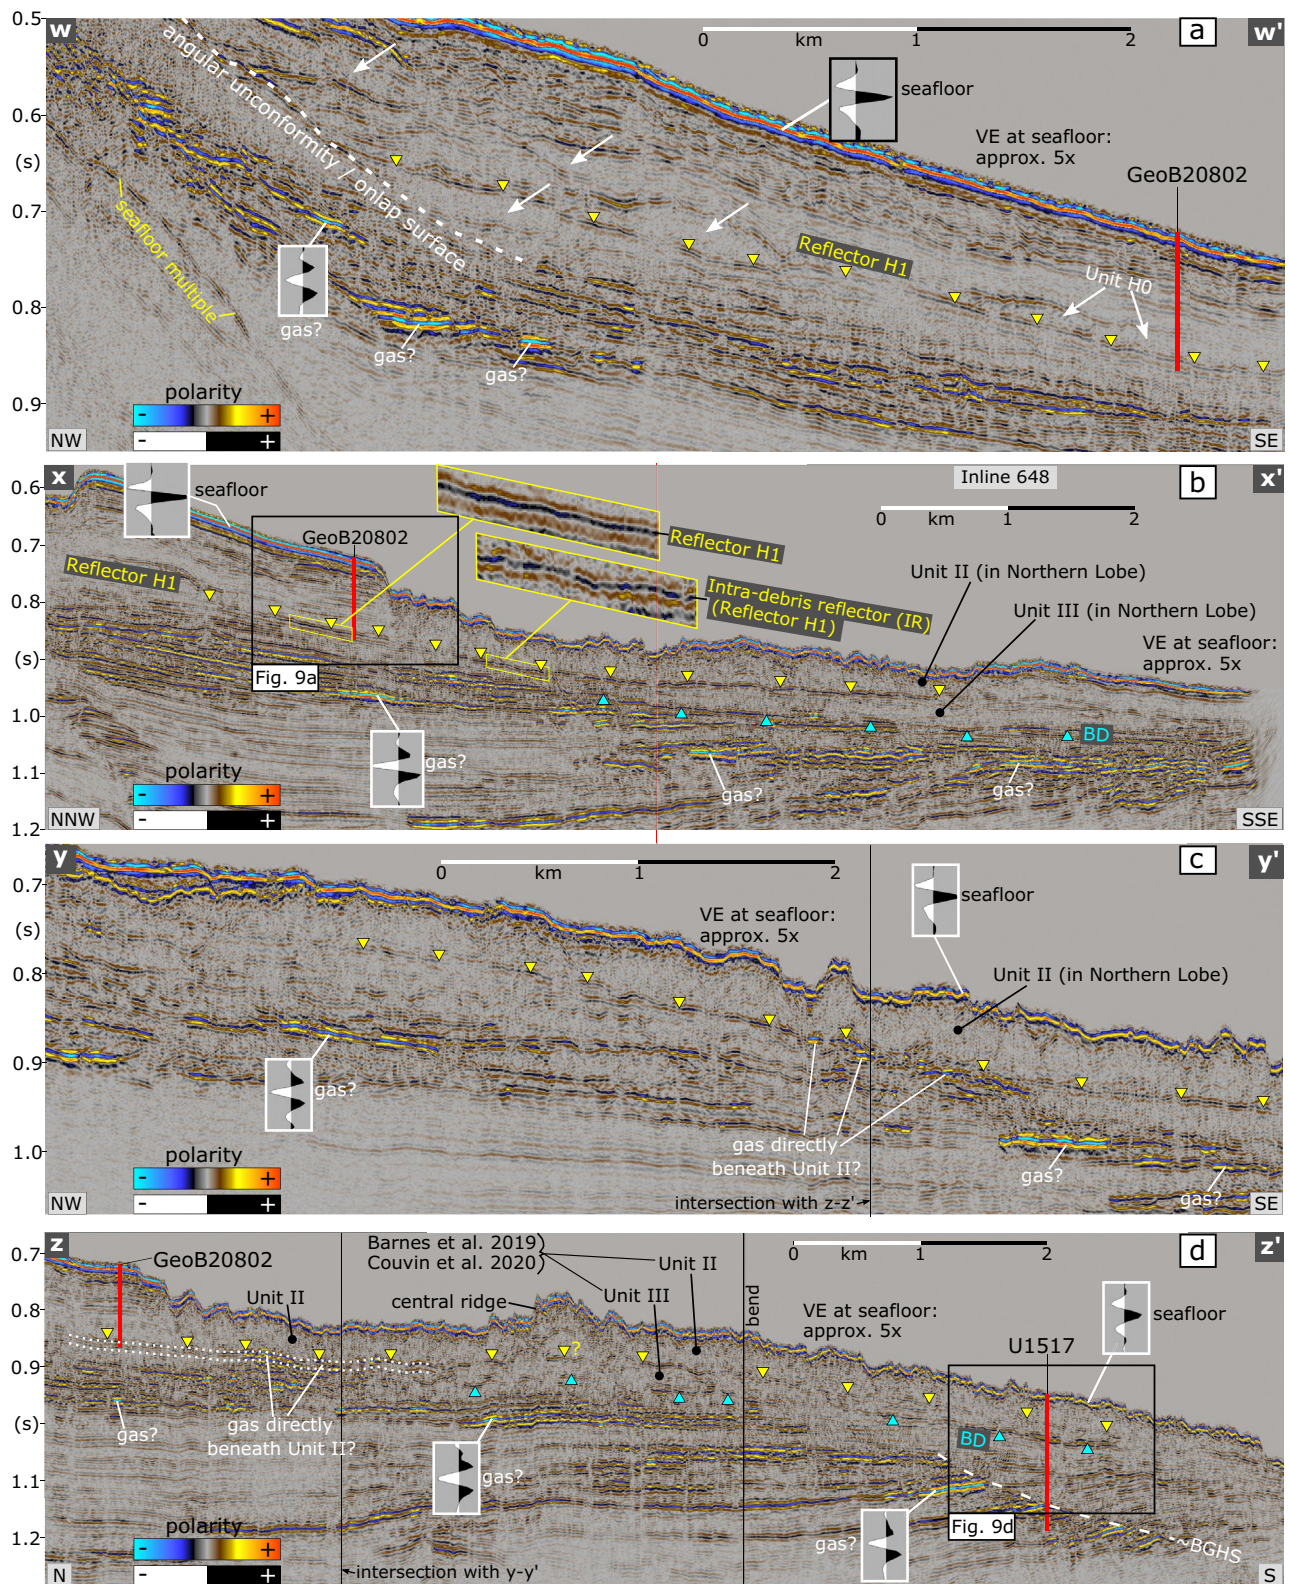 w
0
km
1
2
a
w'
0.5
0.6
(s)
0.7
0.8
0.9
angular unconformity / onlap surface
seafloor
VE at seafloor:
approx. 5x
GeoB20802
seafloor multiple
Reflector H1
Unit H0
gas?
gas?
gas?
polarity
- +
- +
NW
SE
x
seafloor
Inline 648
b
x'
0.6
0.7
0.8
(s)
1.0
1.1
1.2
0
km
1
2
GeoB20802
Reflector H1
Reflector H1
Unit II (in Northern Lobe)
Intra-debris reflector (IR)
(Reflector H1)
Unit III (in Northern Lobe)
VE at seafloor:
approx. 5x
Fig. 9a
BD
gas?
gas?
gas?
polarity
- +
- +
NNW
SSE
y
0
km
1
2
c
y'
0.7
(s)
0.8
0.9
1.0
seafloor
VE at seafloor:
approx. 5x
Unit II (in Northern Lobe)
gas?
gas directly
beneath Unit II?
gas?
gas?
polarity
- +
- +
intersection with z-z'
NW
SE
z
Barnes et al. 2019
Couvin et al. 2020
0
km
1
2
d
z'
0.7
0.8
0.9
(s)
1.0
1.1
1.2
GeoB20802
Unit II
Unit II
Unit III
central ridge
bend
VE at seafloor:
approx. 5x
seafloor
U1517
?
gas?
gas directly
beneath Unit II?
gas?
BD
gas?
Fig. 9d
~BGHS
polarity
- +
- +
intersection with y-y'
N
S